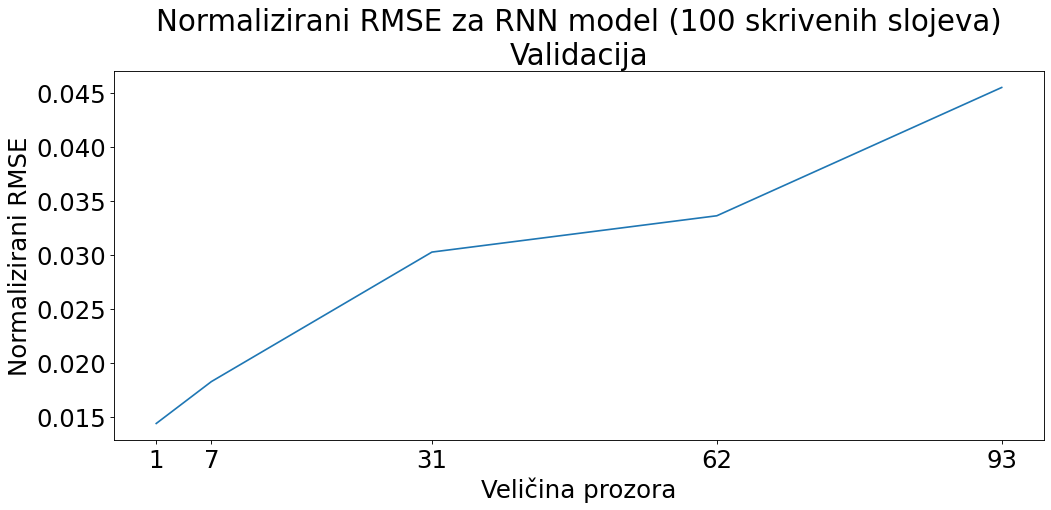 Normalizirani RMSE za RNN model (100 skrivenih slojeva)
Validacija
Normalizirani RMSE
0.045
0.040
0.035
0.030
0.025
0.020
0.015
1 7 31 62 93
Veličina prozora